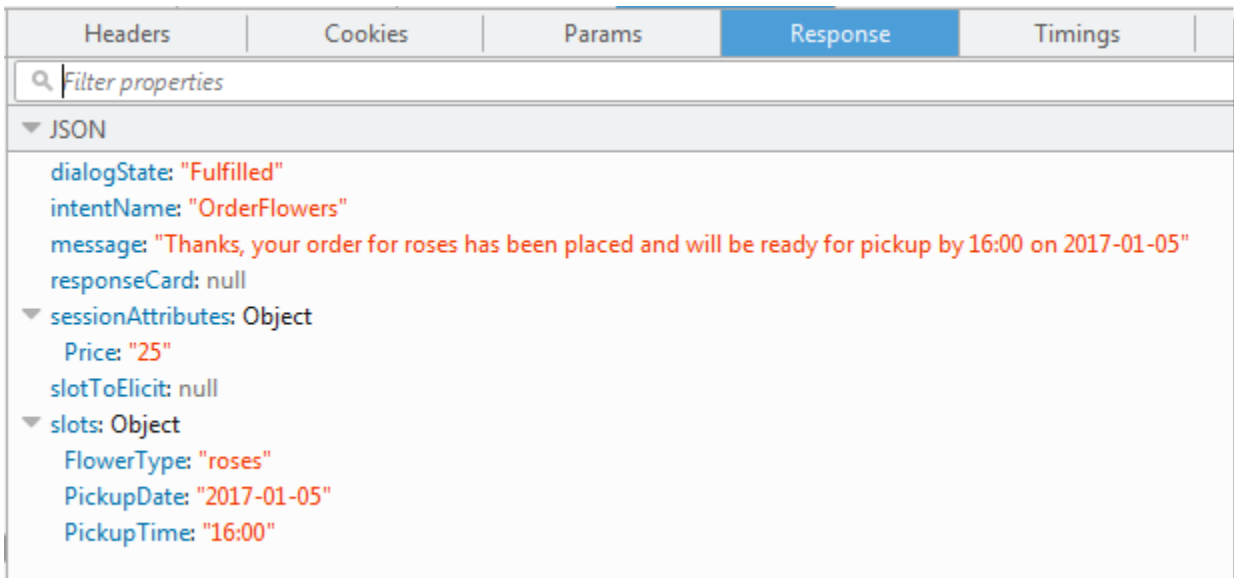 Headers Cookies Params Response Timings
Filter properties
JSON
dialogState: "Fulfilled"
intentName: "OrderFlowers"
message: "Thanks, your order for roses has been placed and will be ready for pickup by 16:00 on 2017-01-05"
responseCard: null
sessionAttributes: Object
Price: "25"
slotToElicit: null
slots: Object
FlowerType: "roses"
PickupDate: "2017-01-05"
PickupTime: "16:00"